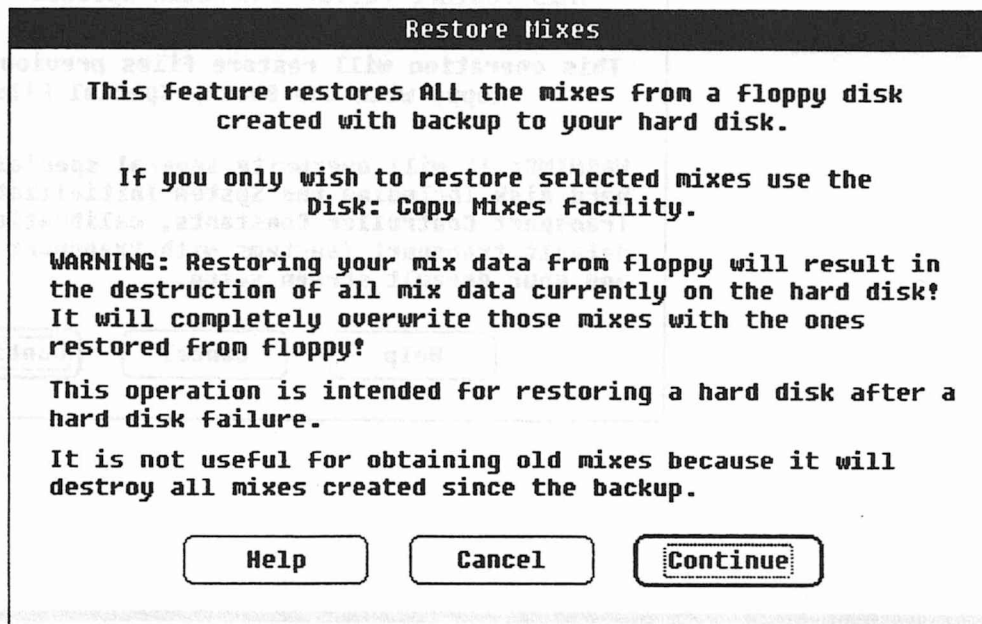 Restore Mixes
This feature restores ALL the mixes from a floppy disk
created with backup to your hard disk.
If you only wish to restore selected mixes use the
Disk: Copy Mixes facility.
WARNING: Restoring your mix data from floppy will result in
the destruction of all mix data currently on the hard disk!
It will completely overwrite those mixes with the ones
restored from floppy!
This operation is intended for restoring a hard disk after a
hard disk failure.
It is not useful for obtaining old mixes because it will
destroy all mixes created since the backup.
Help
Cancel
Continue